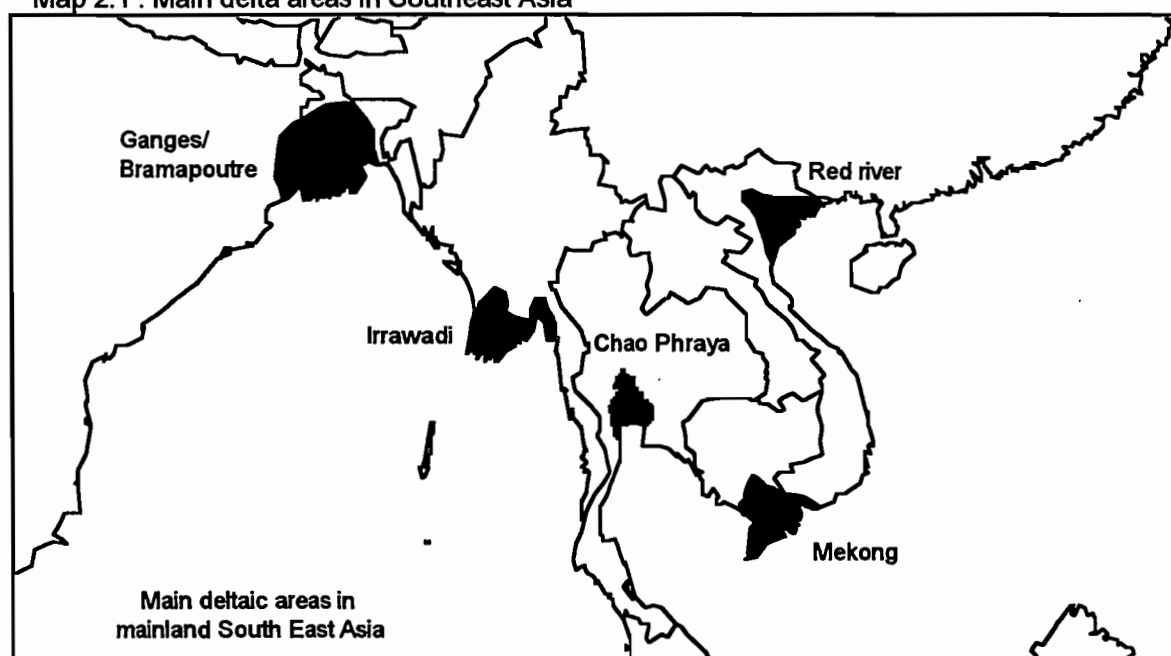 Map 2.1 : Main delta areas in Southeast Asia
Ganges/
Bramapoutre
Red river
Irrawadi
Chao Phraya
Mekong
Main deltaic areas in
mainland South East Asia